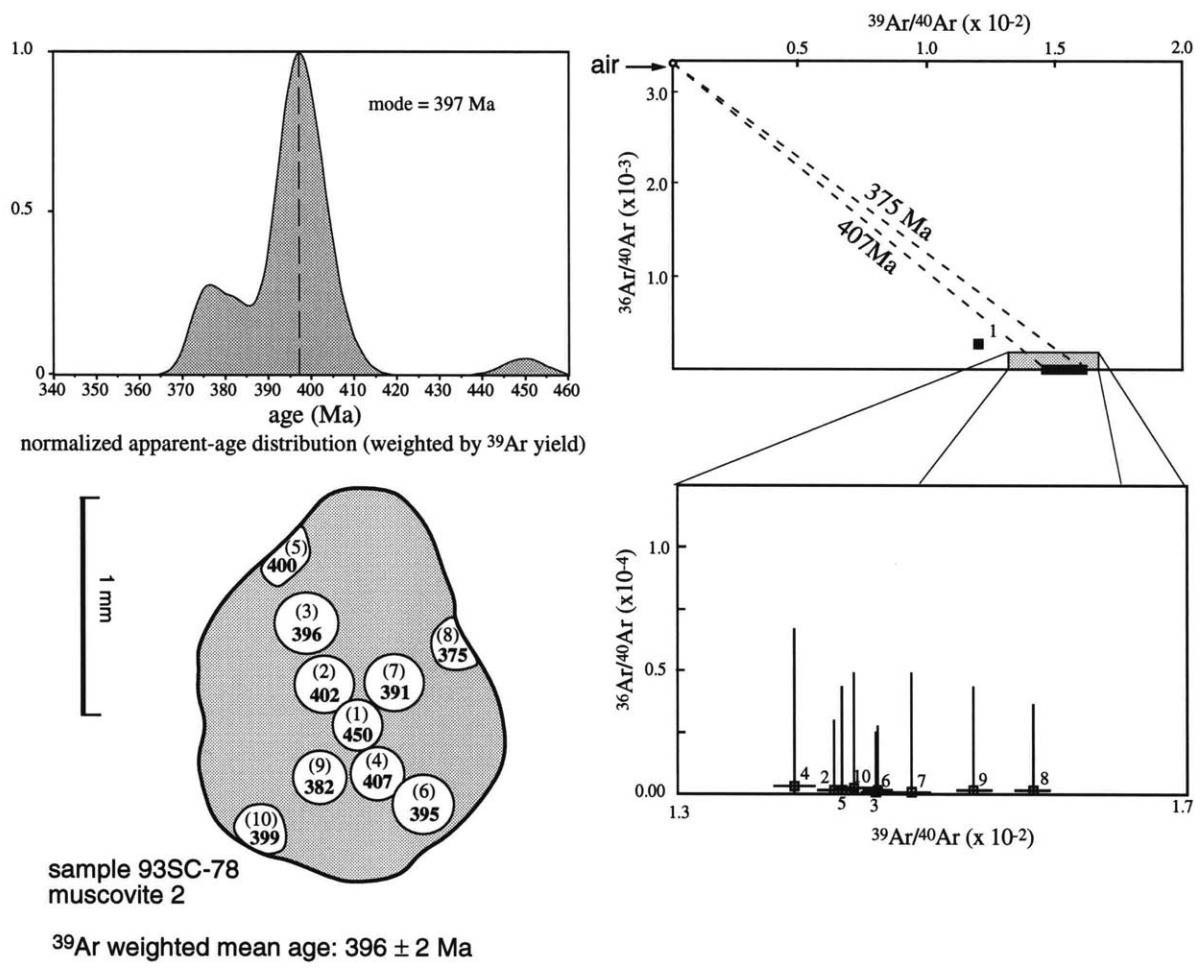 1.0
0.5
0
mode = 397 Ma
340 350 360 370 380 390 400 410 420 430 440 450 460
age (Ma)
normalized apparent-age distribution (weighted by ³⁹Ar yield)
³⁹Ar/⁴⁰Ar (x 10⁻²)
0.5 1.0 1.5 2.0
air
3.0
2.0
1.0
³⁶Ar/⁴⁰Ar (x10⁻³)
375 Ma
407Ma
1
1 mm
(5)
400
(3)
396
(8)
375
(2)
402
(7)
391
(1)
450
(9)
382
(4)
407
(6)
395
(10)
399
sample 93SC-78
muscovite 2
³⁹Ar weighted mean age: 396 ± 2 Ma
1.0
0.5
0.00
³⁶Ar/⁴⁰Ar (x10⁻⁴)
4 2 10 6 7 9 8
5 3
1.3 1.7
³⁹Ar/⁴⁰Ar (x 10⁻²)